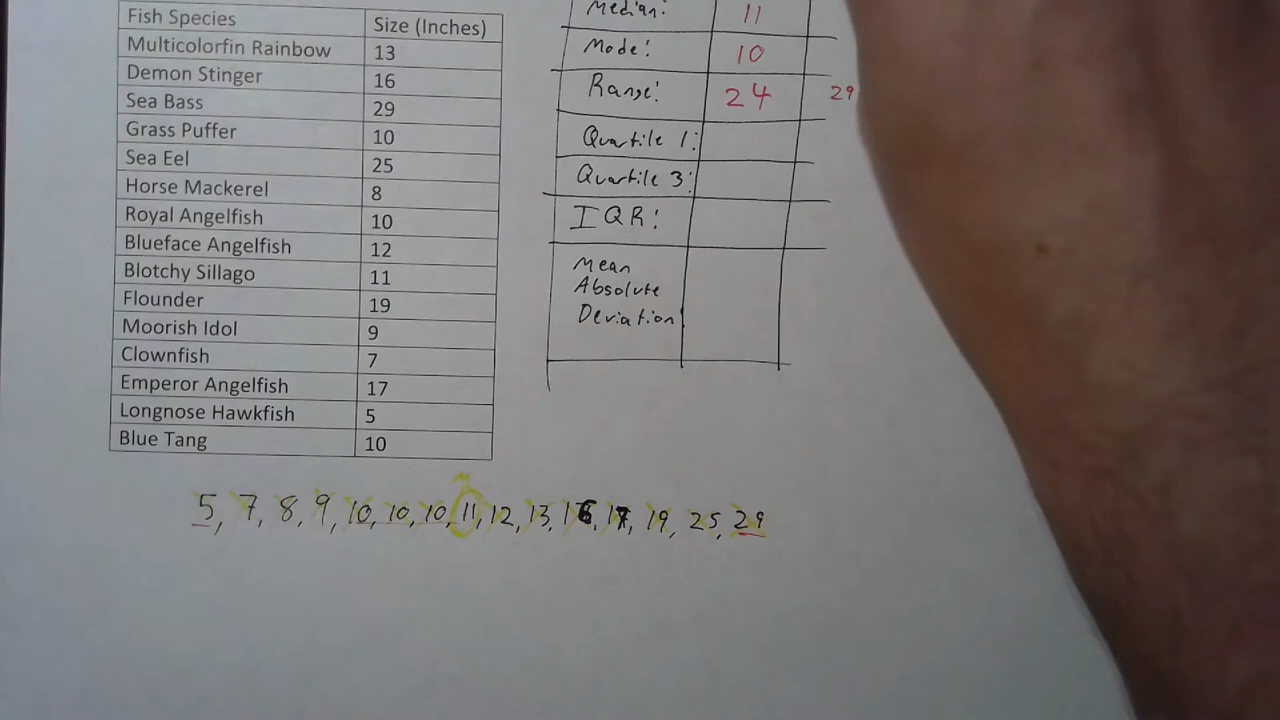 Fish Species Size (Inches)
Multicolorfin Rainbow 13
Demon Stinger 16
Sea Bass 29
Grass Puffer 10
Sea Eel 25
Horse Mackerel 8
Royal Angelfish 10
Blueface Angelfish 12
Blotchy Sillago 11
Flounder 19
Moorish Idol 9
Clownfish 7
Emperor Angelfish 17
Longnose Hawkfish 5
Blue Tang 10
Median: 11
Mode: 10
Range: 24 29
Quartile 1:
Quartile 3:
IQR:
Mean
Absolute
Deviation
5, 7, 8, 9, 10, 10, 10, 11, 12, 13, 16, 17, 19, 25, 29